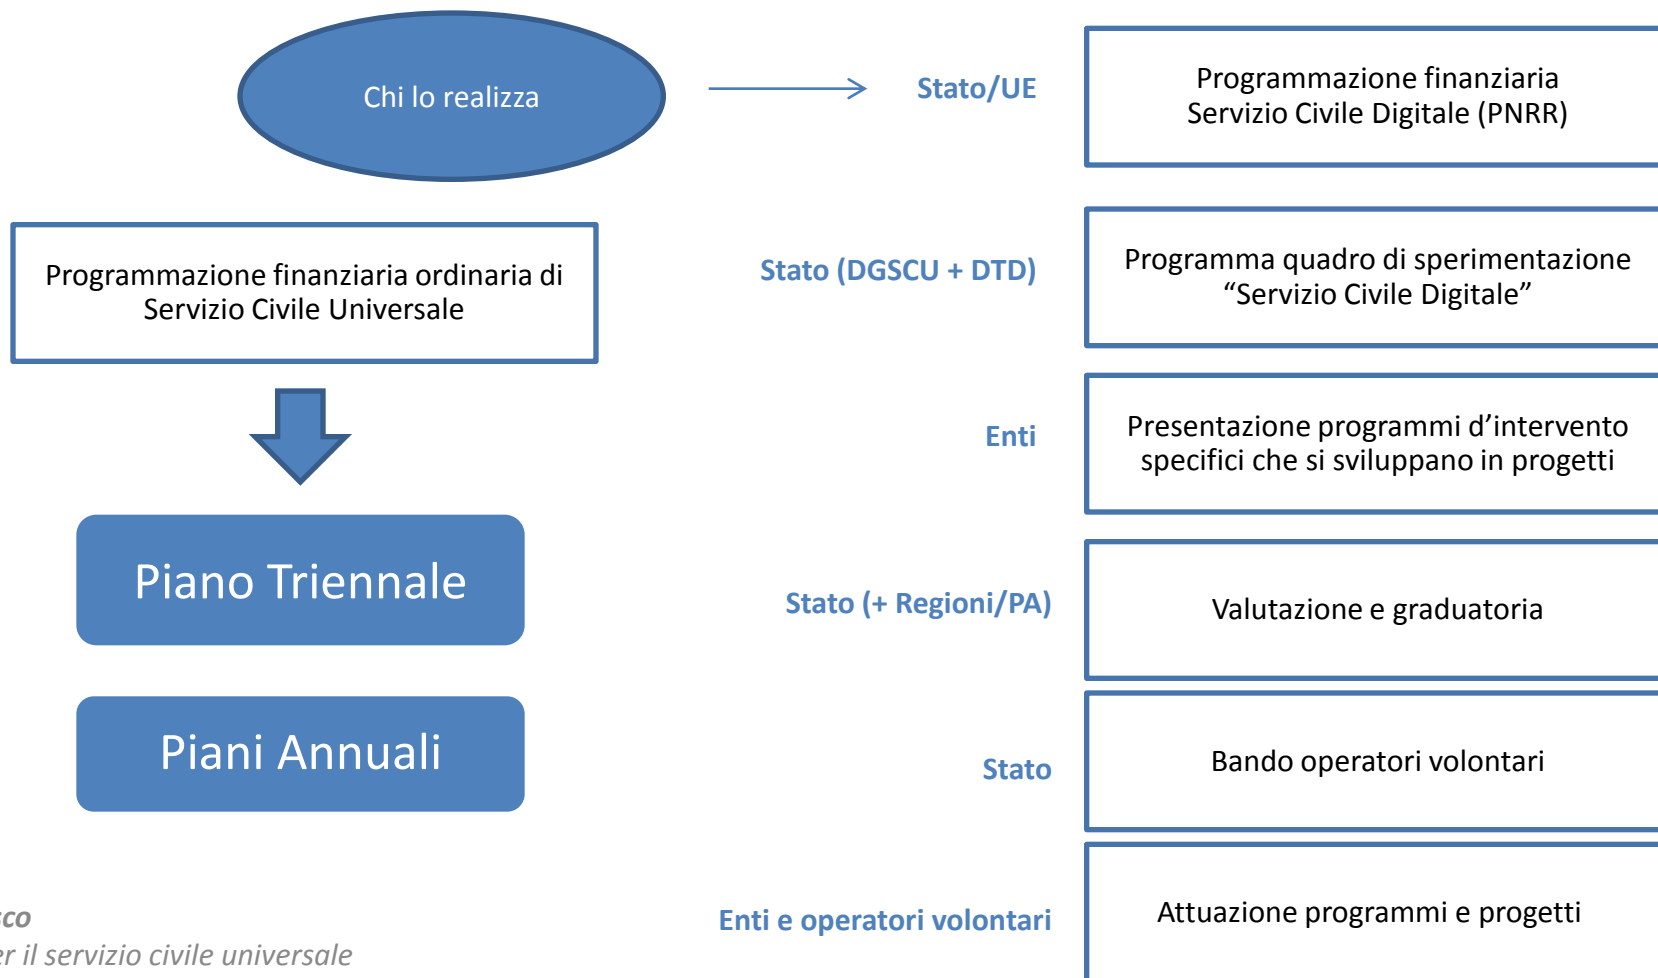 Chi lo realizza
Stato/UE
Programmazione finanziaria
Servizio Civile Digitale (PNRR)
Programmazione finanziaria ordinaria di
Servizio Civile Universale
Stato (DGSCU + DTD)
Programma quadro di sperimentazione
“Servizio Civile Digitale”
Enti
Presentazione programmi d’intervento
specifici che si sviluppano in progetti
Piano Triennale
Stato (+ Regioni/PA)
Valutazione e graduatoria
Piani Annuali
Stato
Bando operatori volontari
Enti e operatori volontari
Attuazione programmi e progetti
il servizio civile universale